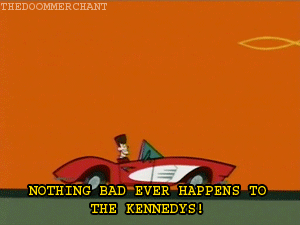 THEDOOMMERCHANT
NOTHING BAD EVER HAPPENS TO
THE KENNEDYS!